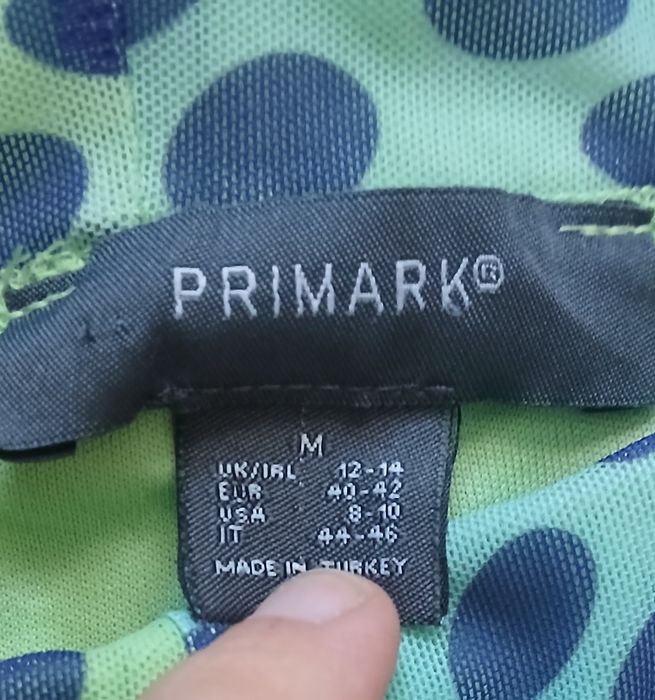 PRIMARK®
M
UK/IRL 12-14
EUR 40-42
USA 8-10
IT 44-46
MADE IN TURKEY